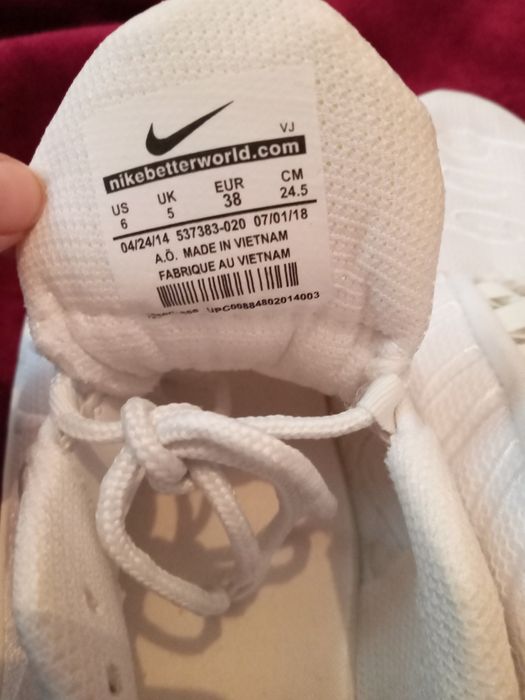 VJ
nikebetterworld.com
US UK EUR CM
6 5 38 24.5
04/24/14 537383-020 07/01/18
A.Ö. MADE IN VIETNAM
FABRIQUE AU VIETNAM
UPC00884802014003